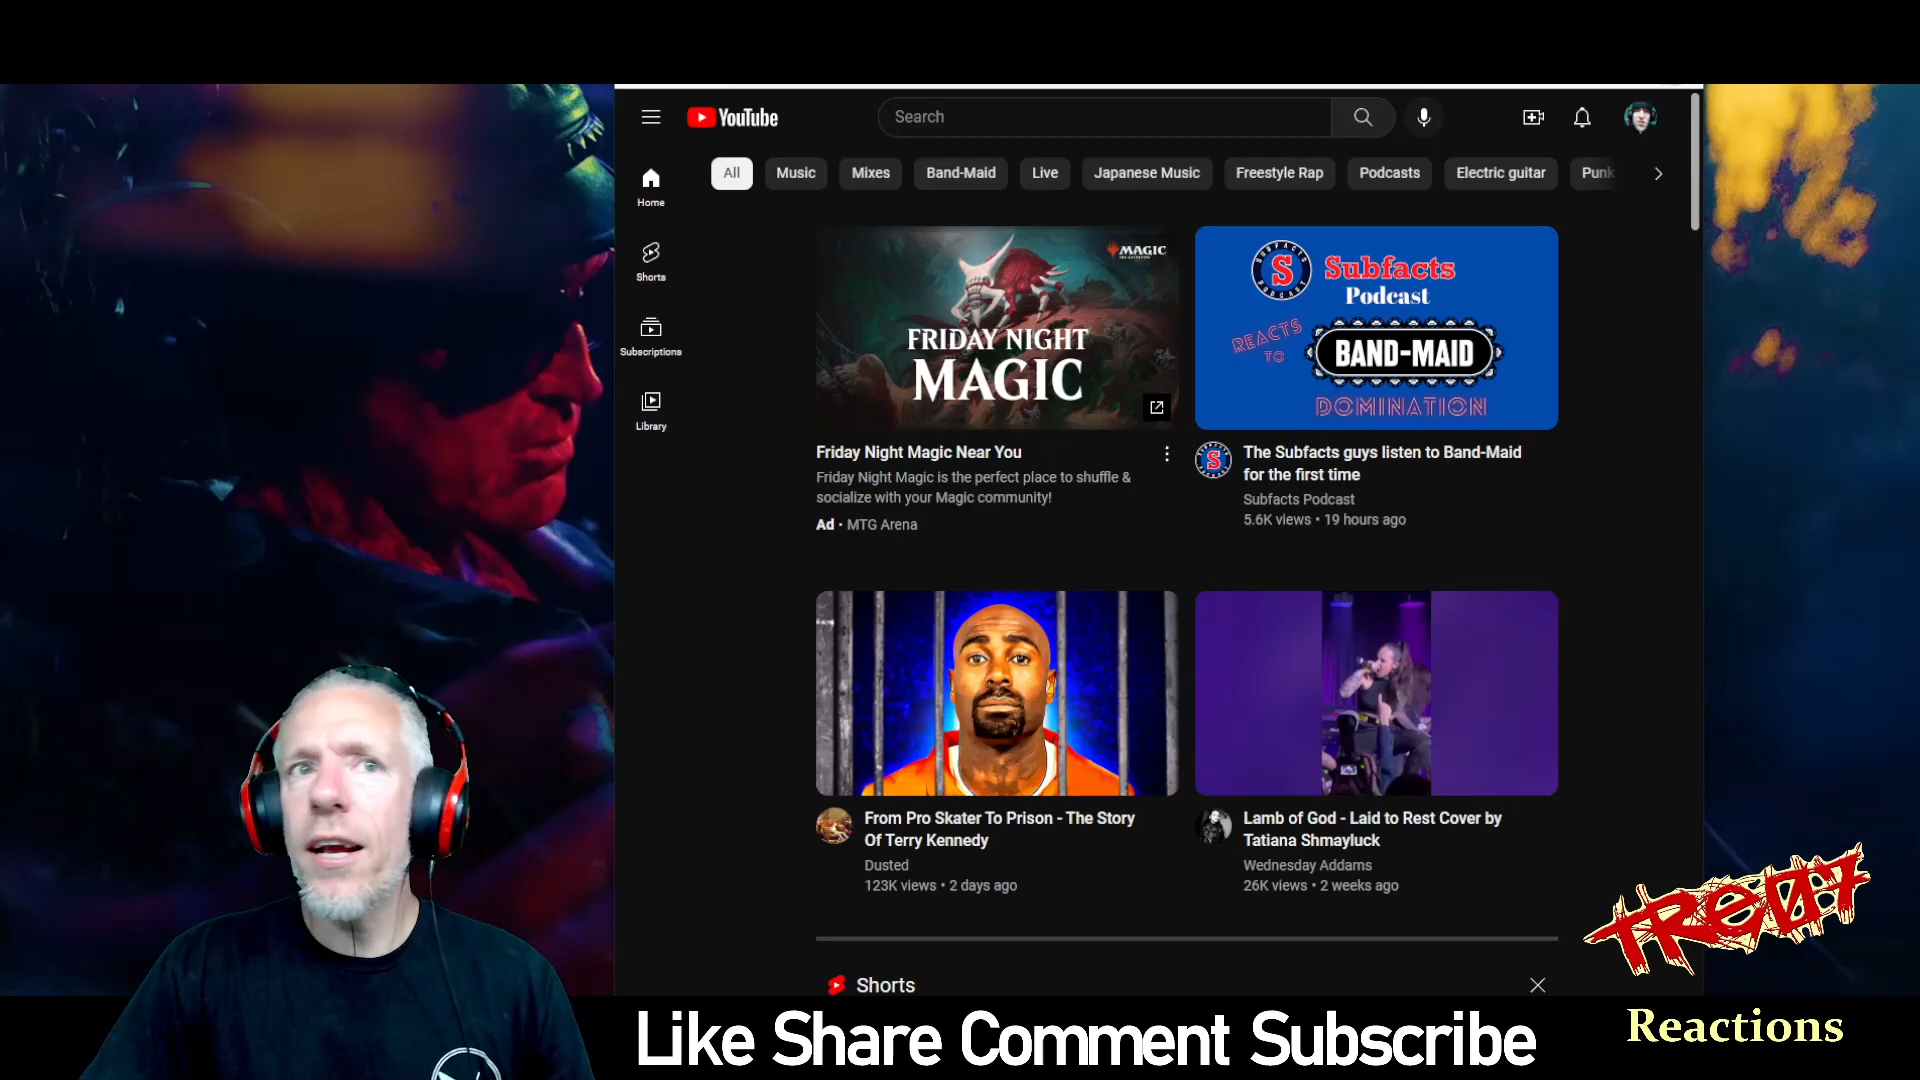 YouTube
Search
All
Music
Mixes
Band-Maid
Live
Japanese Music
Freestyle Rap
Podcasts
Electric guitar
Punk
Home
Shorts
Subscriptions
Library
MAGIC
FRIDAY NIGHT
MAGIC
Friday Night Magic Near You
Friday Night Magic is the perfect place to shuffle &
socialize with your Magic community!
Ad • MTG Arena
SUBFACTS
S
PODCAST
Subfacts
Podcast
REACTS
TO
BAND-MAID
DOMINATION
S
The Subfacts guys listen to Band-Maid
for the first time
Subfacts Podcast
5.6K views • 19 hours ago
From Pro Skater To Prison - The Story
Of Terry Kennedy
Dusted
123K views • 2 days ago
Lamb of God - Laid to Rest Cover by
Tatiana Shmayluck
Wednesday Addams
26K views • 2 weeks ago
Shorts
TRE07
Reactions
Like Share Comment Subscribe